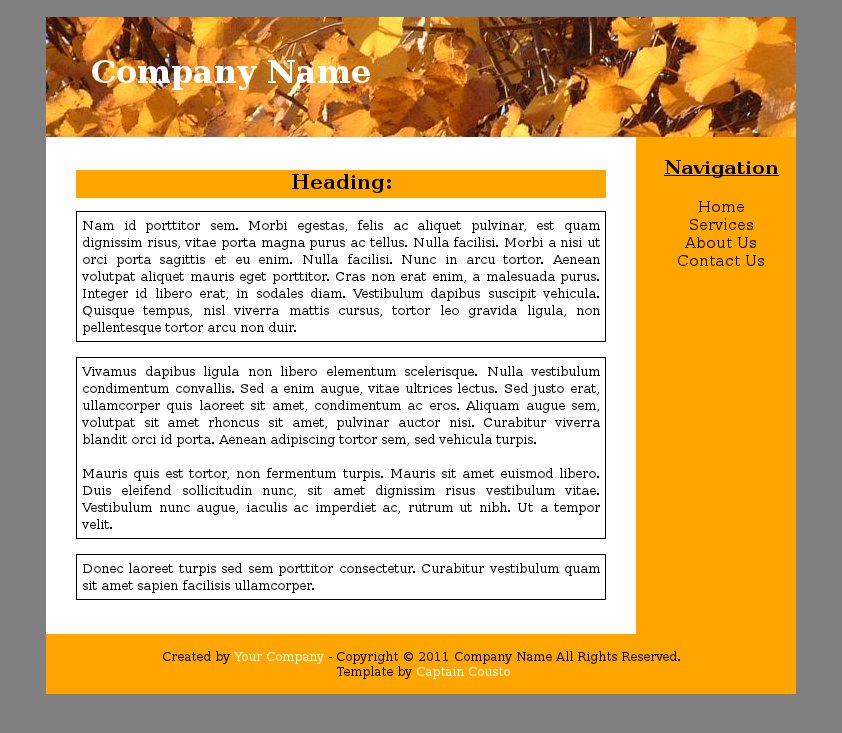 Company Name
Heading:
Nam id porttitor sem. Morbi egestas, felis ac aliquet pulvinar, est quam
dignissim risus, vitae porta magna purus ac tellus. Nulla facilisi. Morbi a nisi ut
orci porta sagittis et eu enim. Nulla facilisi. Nunc in arcu tortor. Aenean
volutpat aliquet mauris eget porttitor. Cras non erat enim, a malesuada purus.
Integer id libero erat, in sodales diam. Vestibulum dapibus suscipit vehicula.
Quisque tempus, nisl viverra mattis cursus, tortor leo gravida ligula, non
pellentesque tortor arcu non duir.
Vivamus dapibus ligula non libero elementum scelerisque. Nulla vestibulum
condimentum convallis. Sed a enim augue, vitae ultrices lectus. Sed justo erat,
ullamcorper quis laoreet sit amet, condimentum ac eros. Aliquam augue sem,
volutpat sit amet rhoncus sit amet, pulvinar auctor nisi. Curabitur viverra
blandit orci id porta. Aenean adipiscing tortor sem, sed vehicula turpis.
Mauris quis est tortor, non fermentum turpis. Mauris sit amet euismod libero.
Duis eleifend sollicitudin nunc, sit amet dignissim risus vestibulum vitae.
Vestibulum nunc augue, iaculis ac imperdiet ac, rutrum ut nibh. Ut a tempor
velit.
Donec laoreet turpis sed sem porttitor consectetur. Curabitur vestibulum quam
sit amet sapien facilisis ullamcorper.
Navigation
Home
Services
About Us
Contact Us
Created by Your Company - Copyright © 2011 Company Name All Rights Reserved.
Template by Captain Cousto